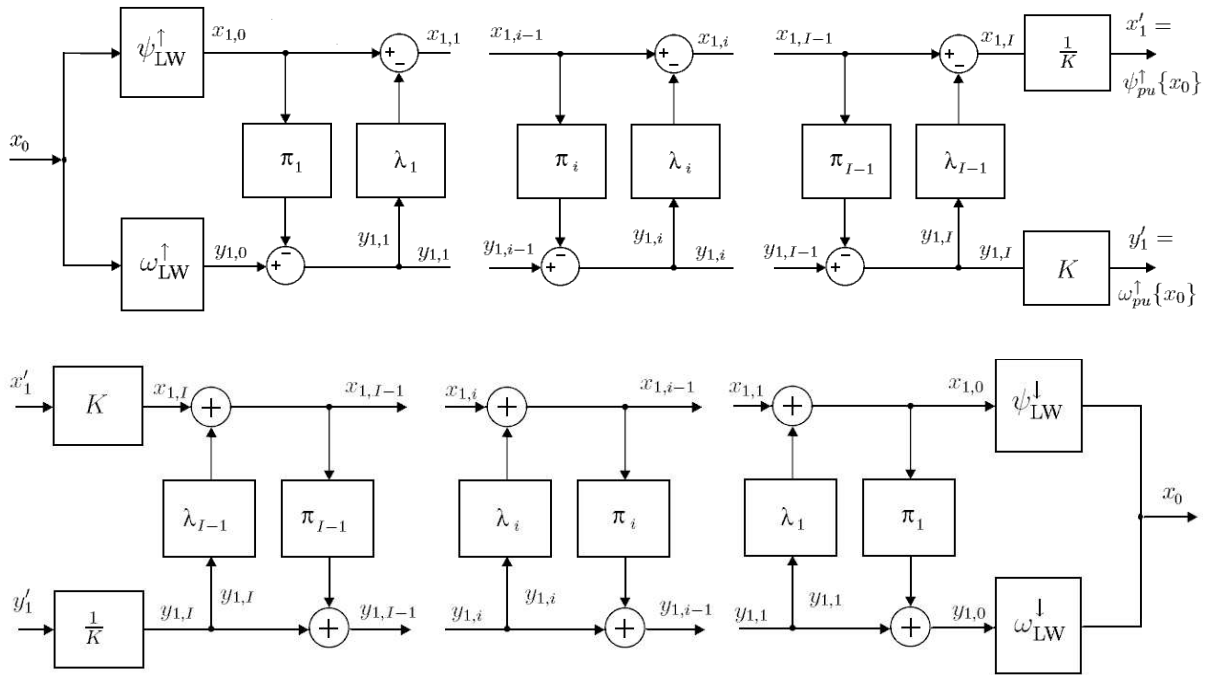 ψ↑LW x1,0 x1,1 x1,i−1 x1,i x1,I−1 x1,I 1/K x′1 =
+ − + − + −
ψ↑pu{x0}
x0 π1 λ1 πi λi πI−1 λI−1
ω↑LW y1,0 y1,1 y1,1 y1,i−1 y1,i y1,i y1,I−1 y1,I y1,I K y′1 =
+ − + − + −
ω↑pu{x0}
x′1 K x1,I + x1,I−1 x1,i + x1,i−1 x1,1 + x1,0 ψ↓LW
λI−1 πI−1 λi πi λ1 π1 x0
y′1 1/K y1,I y1,I + y1,I−1 y1,i y1,i + y1,i−1 y1,1 y1,1 + y1,0 ω↓LW